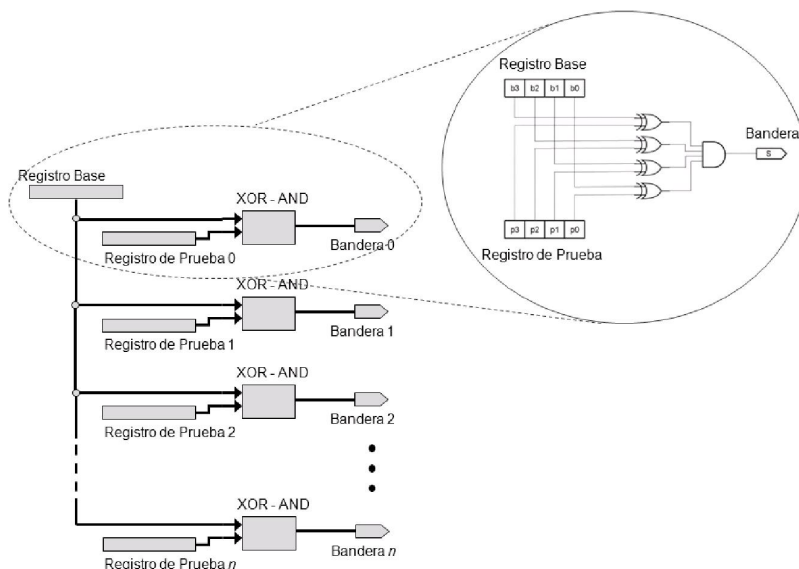 Registro Base
b3 b2 b1 b0
Bandera
S
p3 p2 p1 p0
Registro de Prueba
Registro Base
XOR - AND
Registro de Prueba 0
Bandera 0
XOR - AND
Registro de Prueba 1
Bandera 1
XOR - AND
Registro de Prueba 2
Bandera 2
XOR - AND
Registro de Prueba n
Bandera n